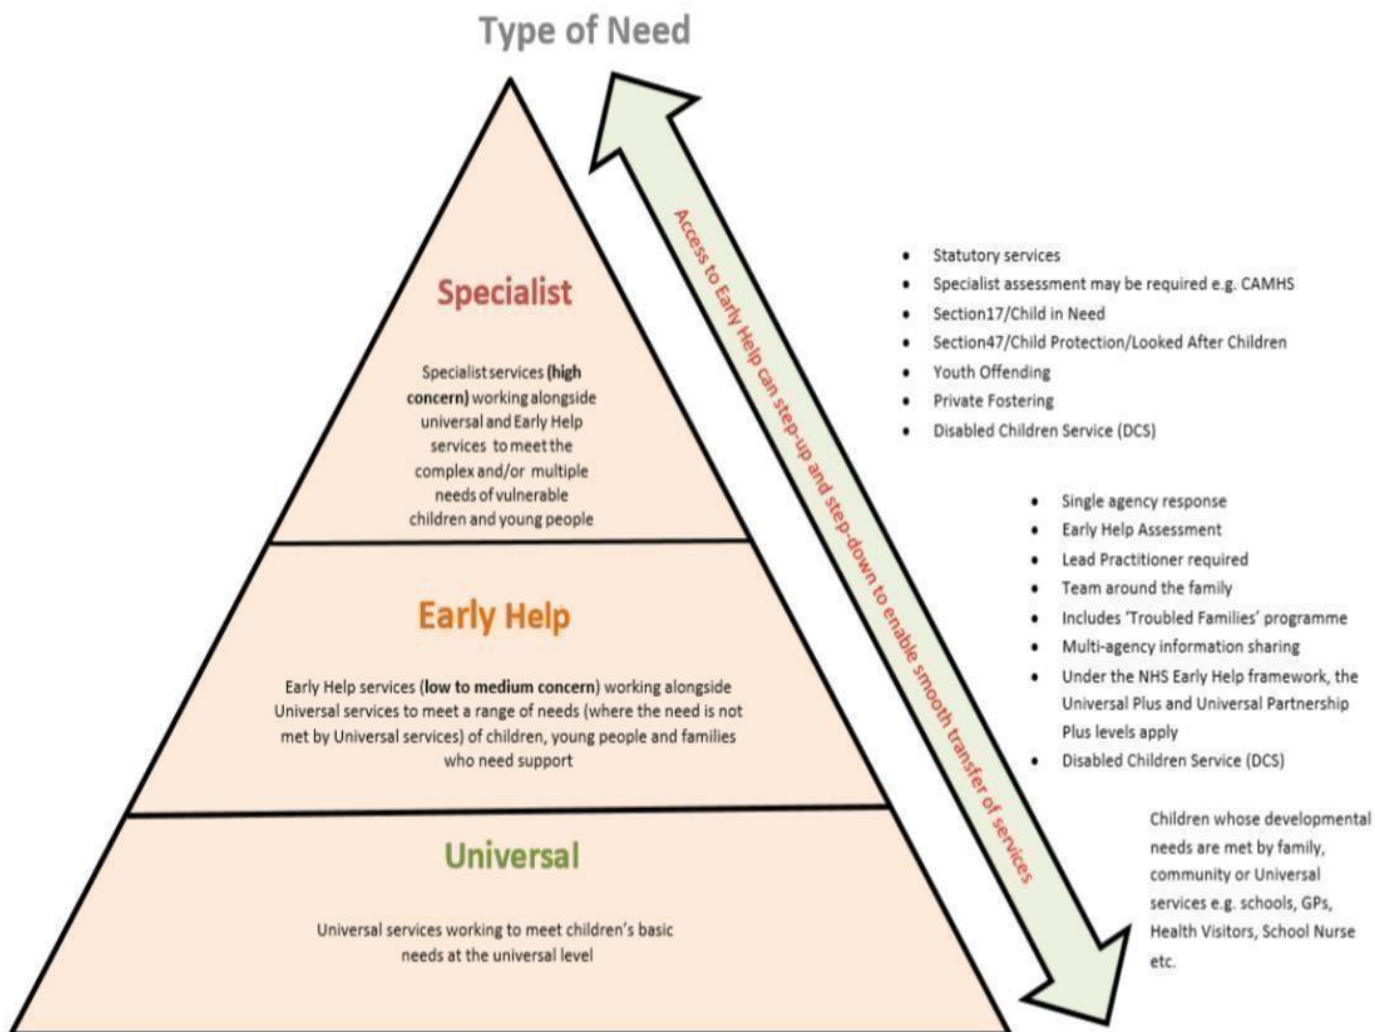 Type of Need
Specialist
Specialist services (high
concern) working alongside
universal and Early Help
services to meet the
complex and/or multiple
needs of vulnerable
children and young people
Early Help
Early Help services (low to medium concern) working alongside
Universal services to meet a range of needs (where the need is not
met by Universal services) of children, young people and families
who need support
Universal
Universal services working to meet children's basic
needs at the universal level
Access to Early Help can step-up and step-down to enable smooth transfer of services
• Statutory services
• Specialist assessment may be required e.g. CAMHS
• Section17/Child in Need
• Section47/Child Protection/Looked After Children
• Youth Offending
• Private Fostering
• Disabled Children Service (DCS)
• Single agency response
• Early Help Assessment
• Lead Practitioner required
• Team around the family
• Includes 'Troubled Families' programme
• Multi-agency information sharing
• Under the NHS Early Help framework, the
Universal Plus and Universal Partnership
Plus levels apply
• Disabled Children Service (DCS)
Children whose developmental
needs are met by family,
community or Universal
services e.g. schools, GPs,
Health Visitors, School Nurse
etc.